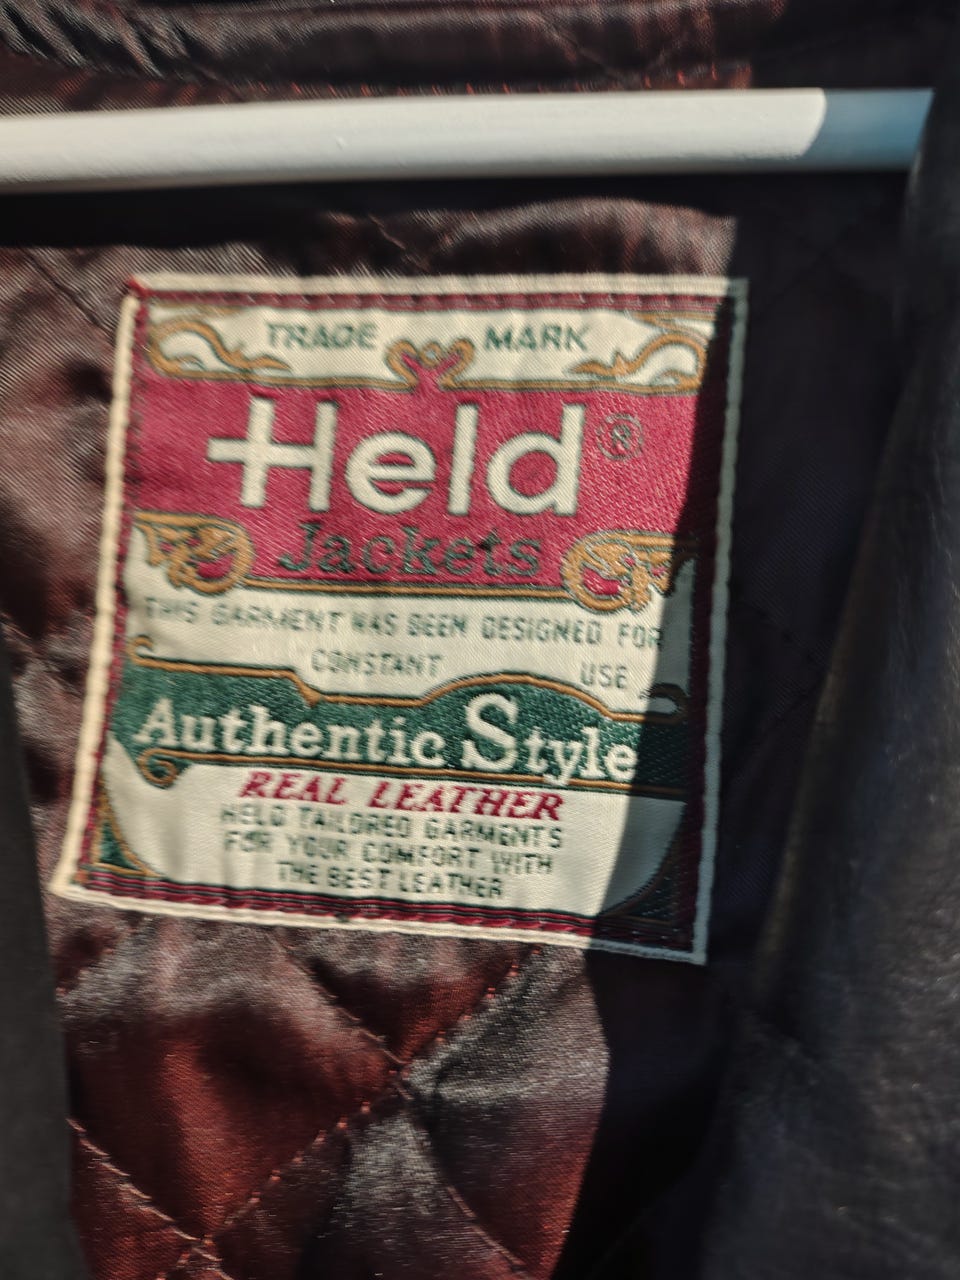 TRADE MARK
Held ®
Jackets
THIS GARMENT WAS BEEN DESIGNED FOR
CONSTANT USE
Authentic Style
REAL LEATHER
HELD TAILORED GARMENTS
FOR YOUR COMFORT WITH
THE BEST LEATHER